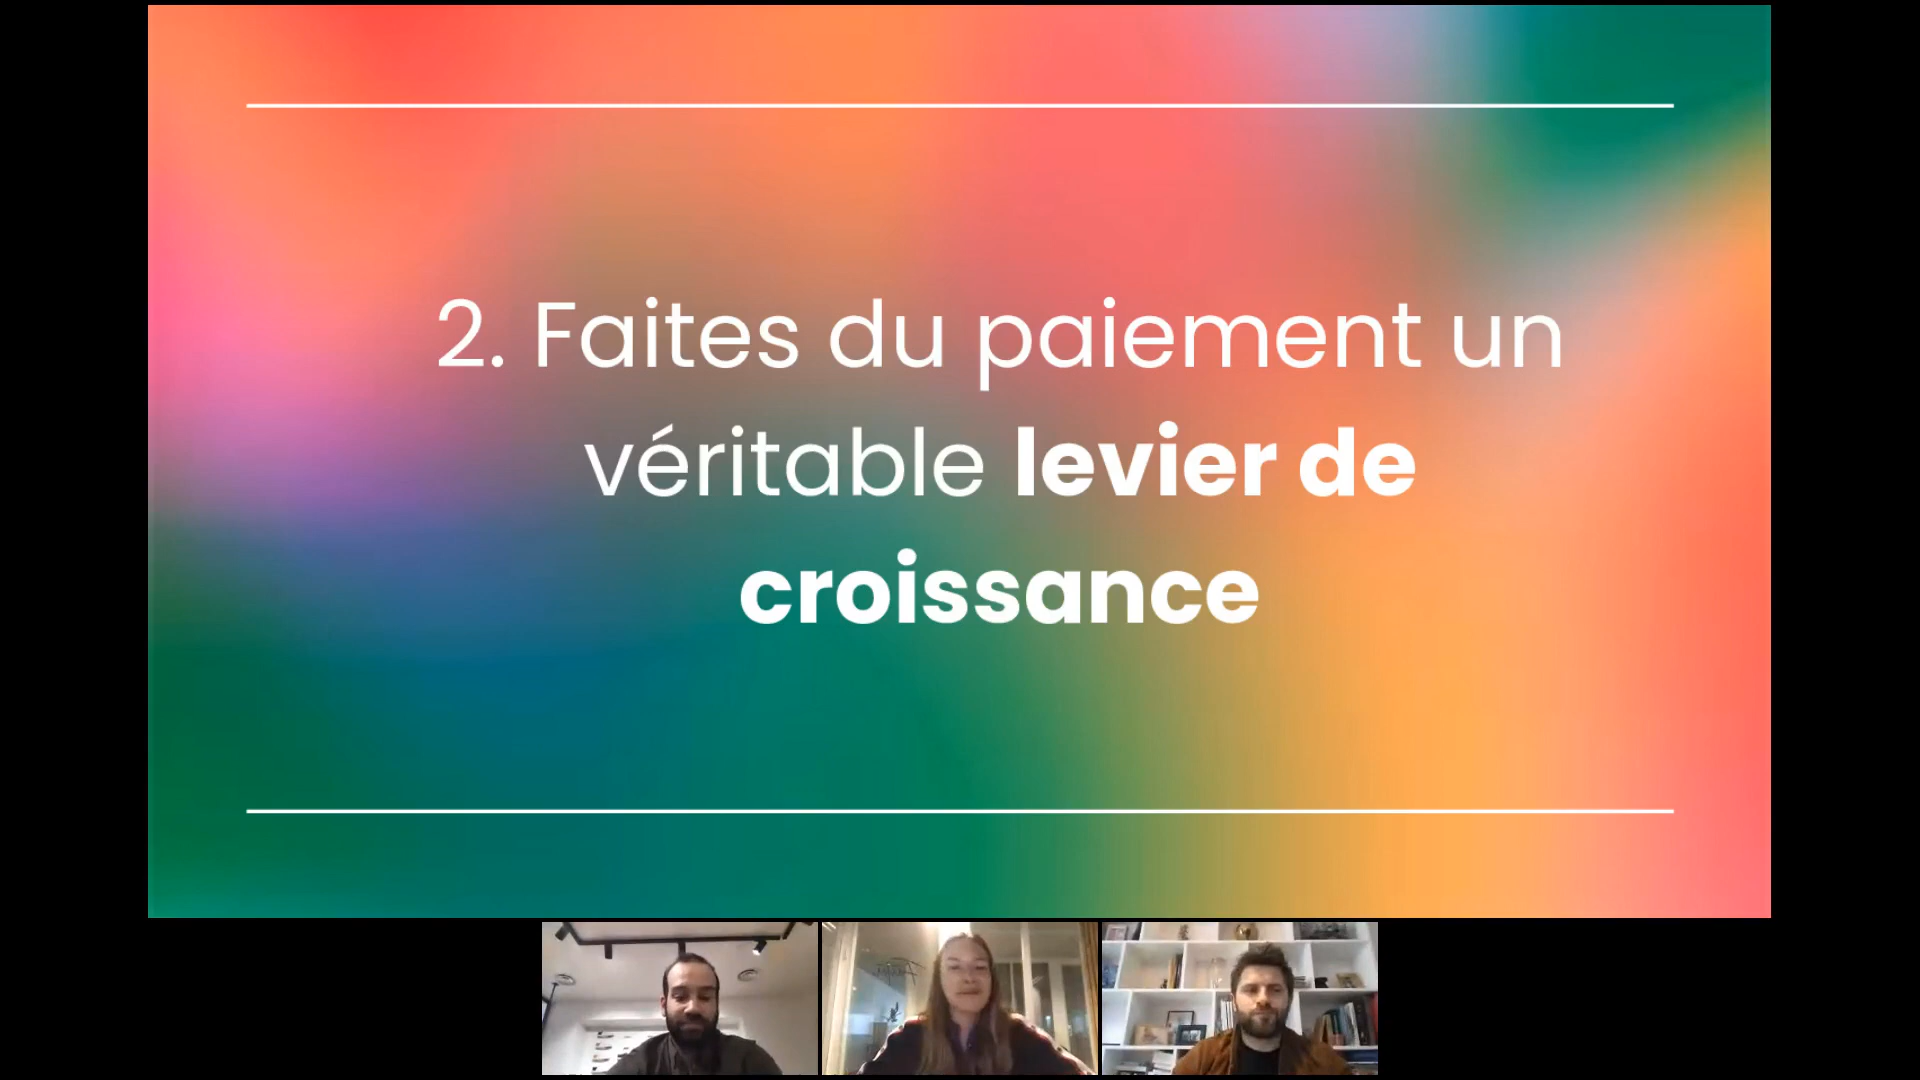 2. Faites du paiement un
véritable levier de
croissance